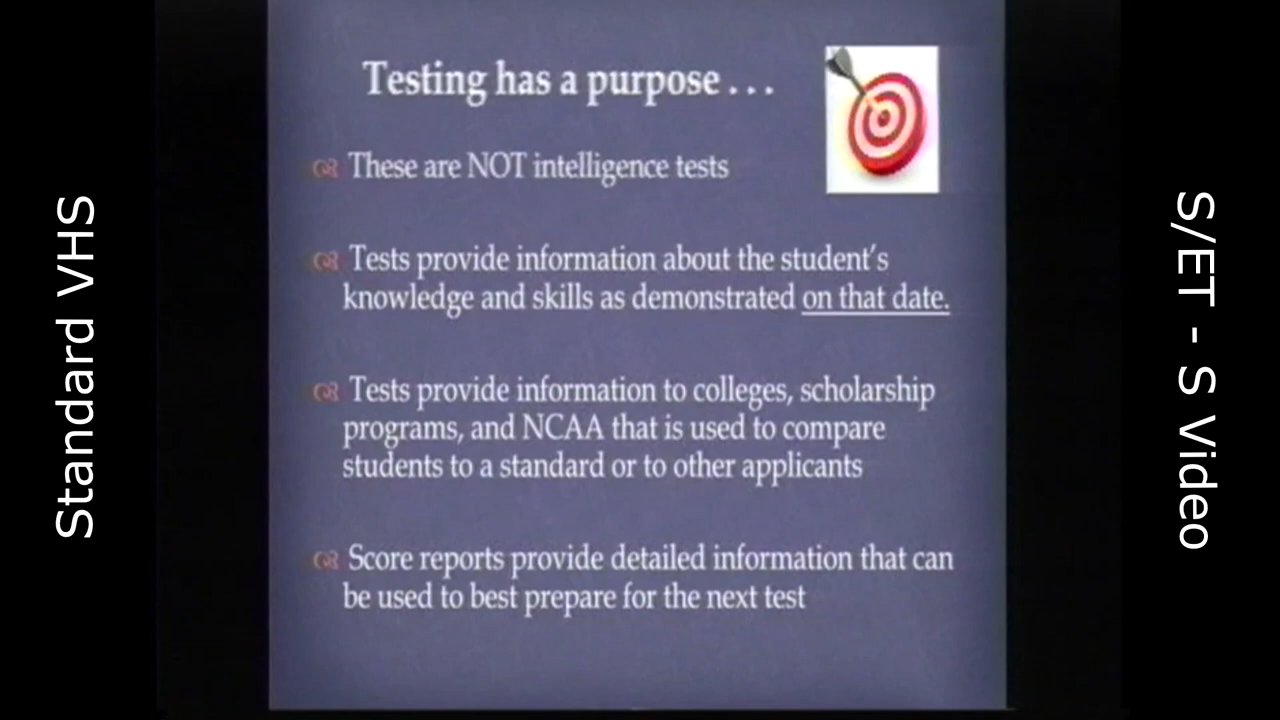 Standard VHS
Testing has a purpose . . .
These are NOT intelligence tests
Tests provide information about the student’s
knowledge and skills as demonstrated on that date.
Tests provide information to colleges, scholarship
programs, and NCAA that is used to compare
students to a standard or to other applicants
Score reports provide detailed information that can
be used to best prepare for the next test
S/ET - S Video